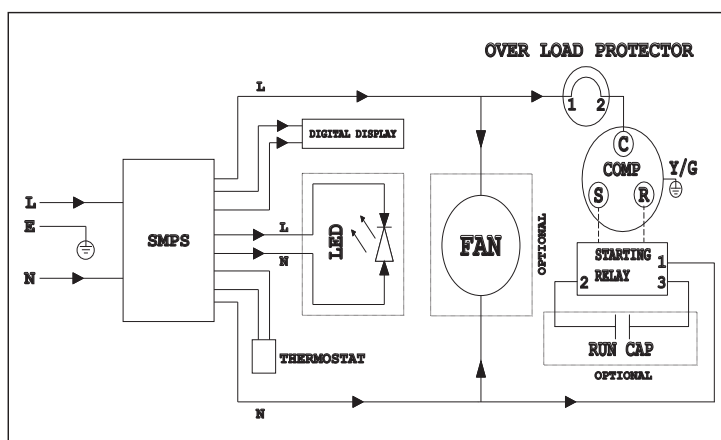 OVER LOAD PROTECTOR
L
1 2
DIGITAL DISPLAY
C
COMP
Y/G
S R
L
E
N
SMPS
L
N
LED
FAN
OPTIONAL
STARTING
RELAY
1
2
3
THERMOSTAT
RUN CAP
OPTIONAL
N